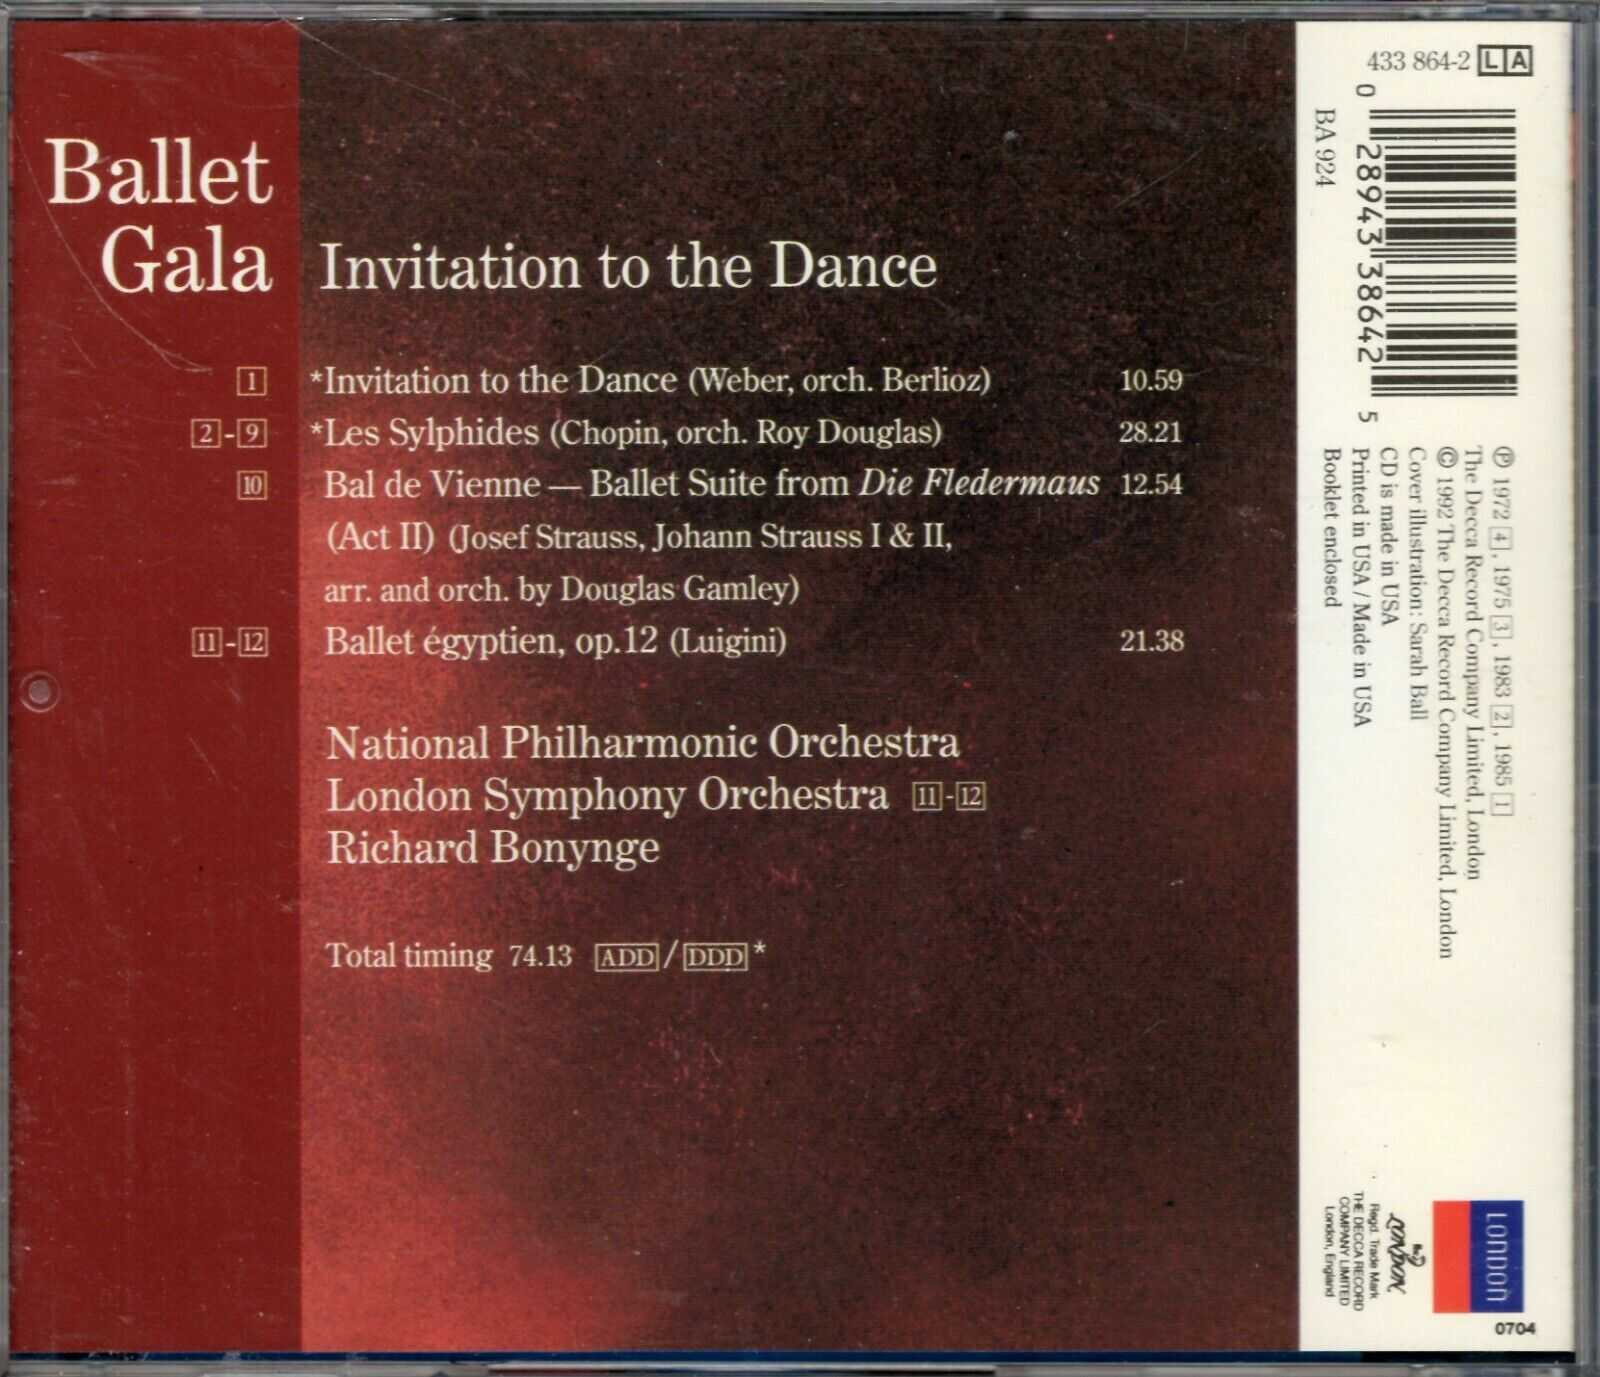 Ballet
Gala
Invitation to the Dance
1 *Invitation to the Dance (Weber, orch. Berlioz) 10.59
2-9 *Les Sylphides (Chopin, orch. Roy Douglas) 28.21
10 Bal de Vienne — Ballet Suite from Die Fledermaus 12.54
(Act II) (Josef Strauss, Johann Strauss I & II,
arr. and orch. by Douglas Gamley)
11-12 Ballet égyptien, op.12 (Luigini) 21.38
National Philharmonic Orchestra
London Symphony Orchestra 11-12
Richard Bonynge
Total timing 74.13 ADD/DDD*
433 864-2 LA
0 28943 38642 5
BA 924
℗ 1972 4, 1975 3, 1983 2, 1985 1
The Decca Record Company Limited, London
© 1992 The Decca Record Company Limited, London
Cover illustration: Sarah Ball
CD is made in USA
Printed in USA / Made in USA
Booklet enclosed
LONDON
LONDON
Regd. Trade Mark
THE DECCA RECORD
COMPANY LIMITED
London, England
0704